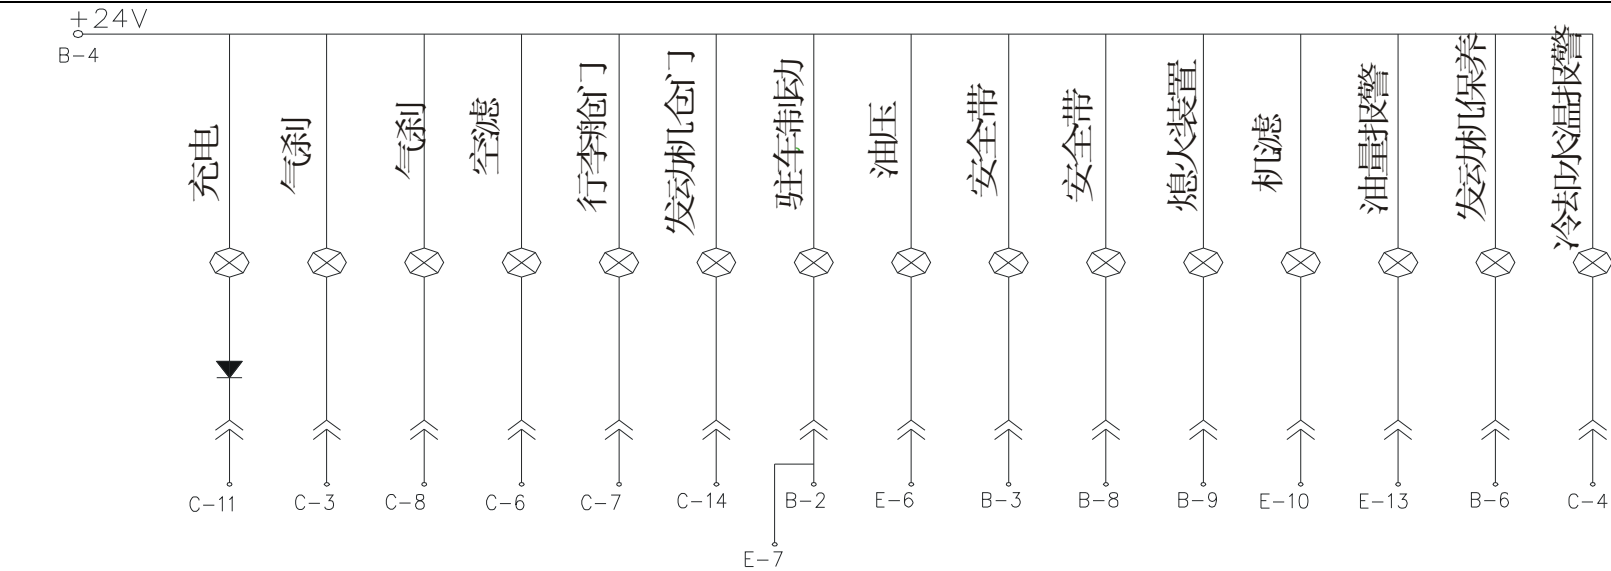 +24V
B-4
充电
气刹
气刹
空滤
行李舱门
发动机仓门
驻车制动
油压
安全带
安全带
熄火装置
机滤
油量报警
发动机保养
冷却水温报警
C-11
C-3
C-8
C-6
C-7
C-14
B-2
E-6
B-3
B-8
B-9
E-10
E-13
B-6
C-4
E-7